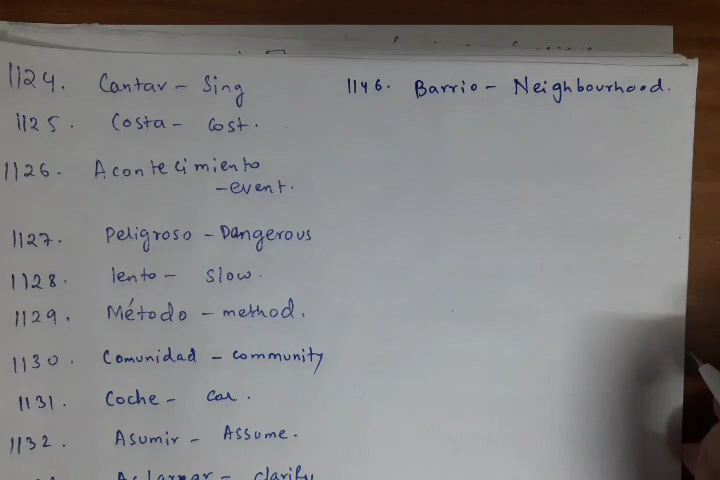 1124. Cantar - Sing
1125. Costa - Cost.
1126. Acontecimiento
- event.
1127. Peligroso - Dangerous
1128. lento - slow.
1129. Método - method.
1130. Comunidad - community
1131. Coche - car.
1132. Asumir - Assume.
clarify
1146. Barrio - Neighbourhood.